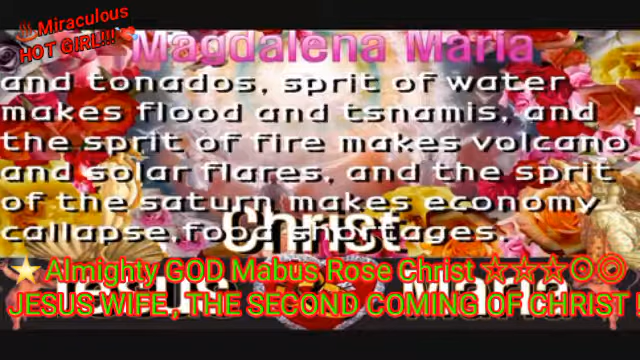 ♨Miraculous
HOT GIRL!!!
Magdalena Maria
and tonados, sprit of water
makes flood and tsnamis, and
the sprit of fire makes volcano
and solar flares, and the sprit
of the saturn makes economy
callapse,food shortages
Christ
⭐Almighty GOD Mabus,Rose Christ ☆☆☆○◎
JESUS WIFE , THE SECOND COMING OF CHRIST !
Jesus Maria